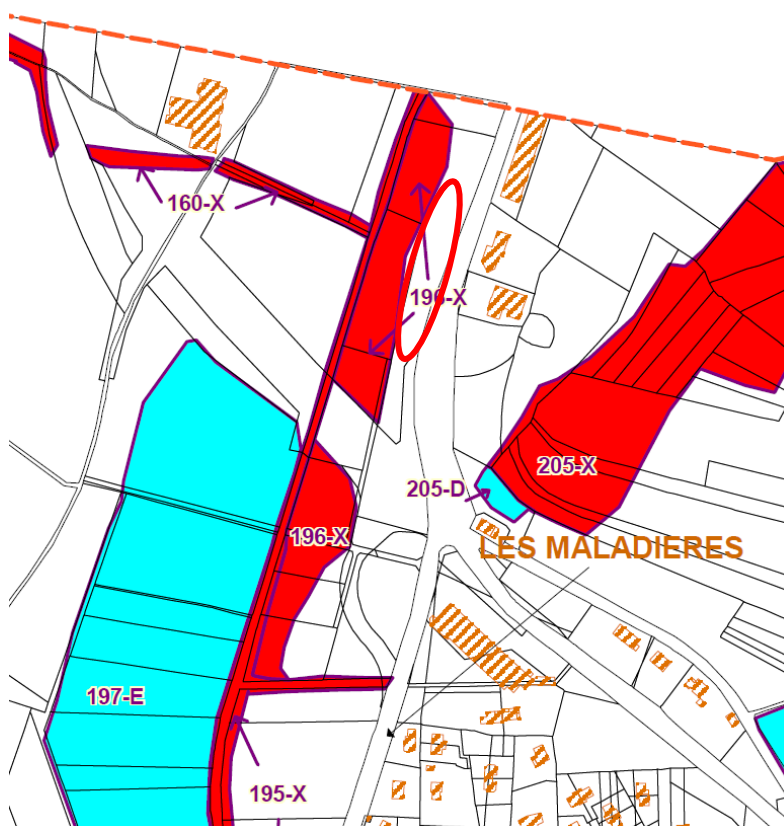 160-X
196-X
205-X
205-D
196-X
LES MALADIERES
197-E
195-X